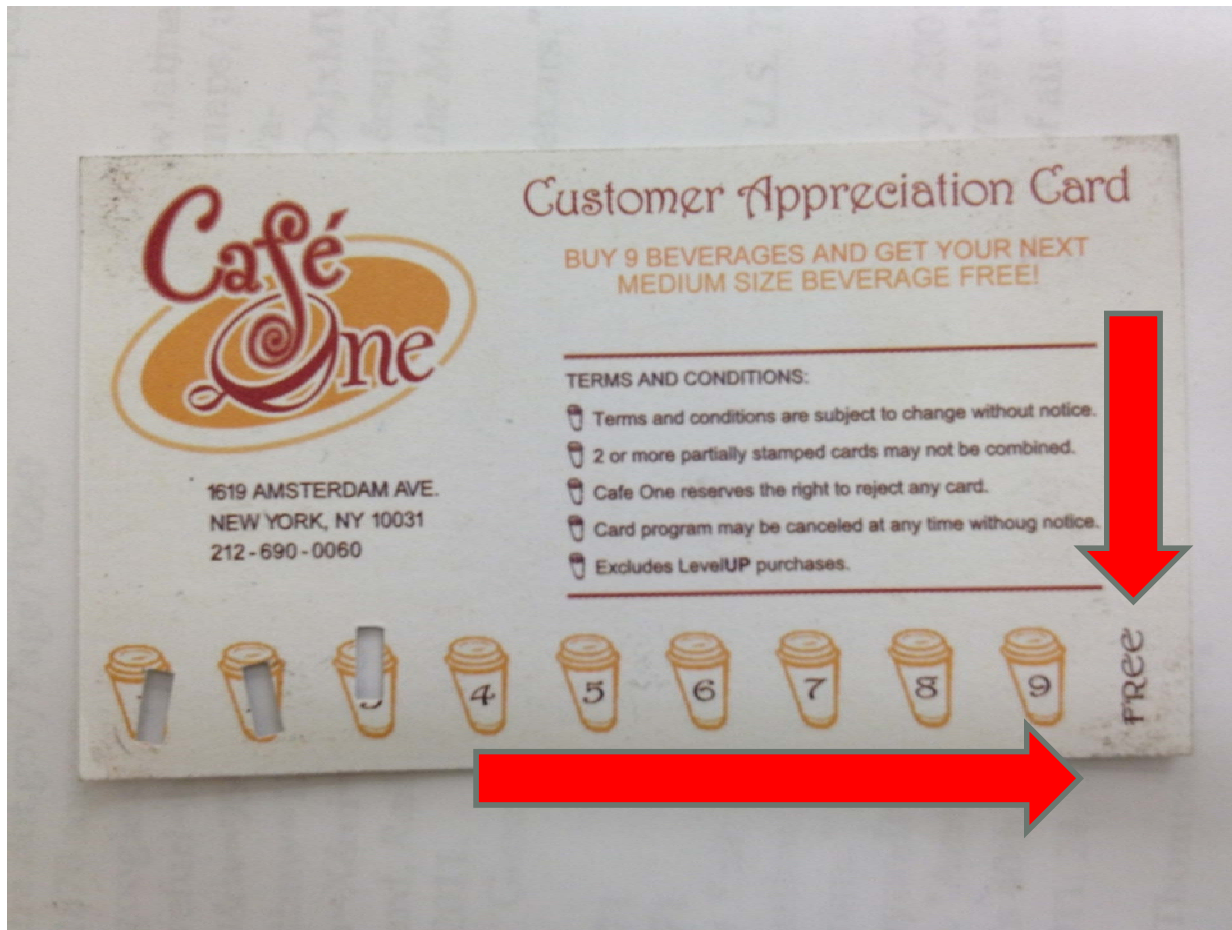 Café
One
1619 AMSTERDAM AVE.
NEW YORK, NY 10031
212-690-0060
Customer Appreciation Card
BUY 9 BEVERAGES AND GET YOUR NEXT
MEDIUM SIZE BEVERAGE FREE!
TERMS AND CONDITIONS:
Terms and conditions are subject to change without notice.
2 or more partially stamped cards may not be combined.
Cafe One reserves the right to reject any card.
Card program may be canceled at any time withoug notice.
Excludes LevelUP purchases.
4 5 6 7 8 9 FREE